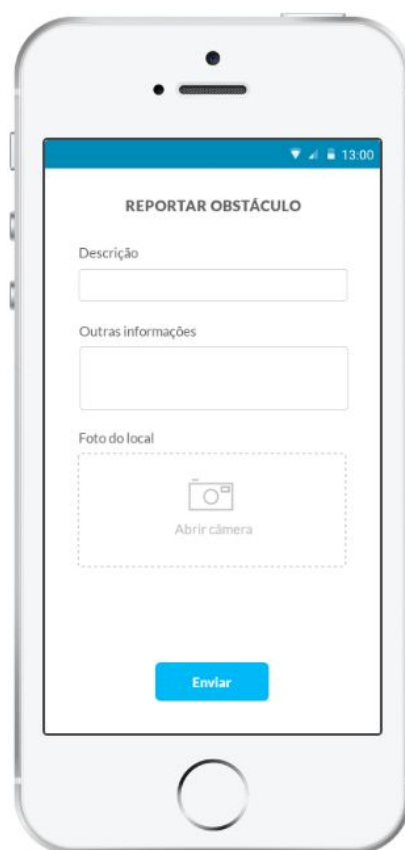 13:00
REPORTAR OBSTÁCULO
Descrição
Outras informações
Foto do local
Abrir câmera
Enviar